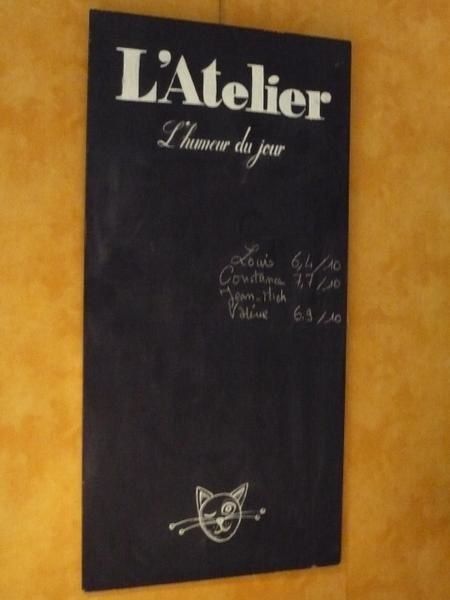 L'Atelier
L'humeur du jour
Louis 6,4/10
Constance 7,7/10
Jean-Mich
Valérie 6.9/10